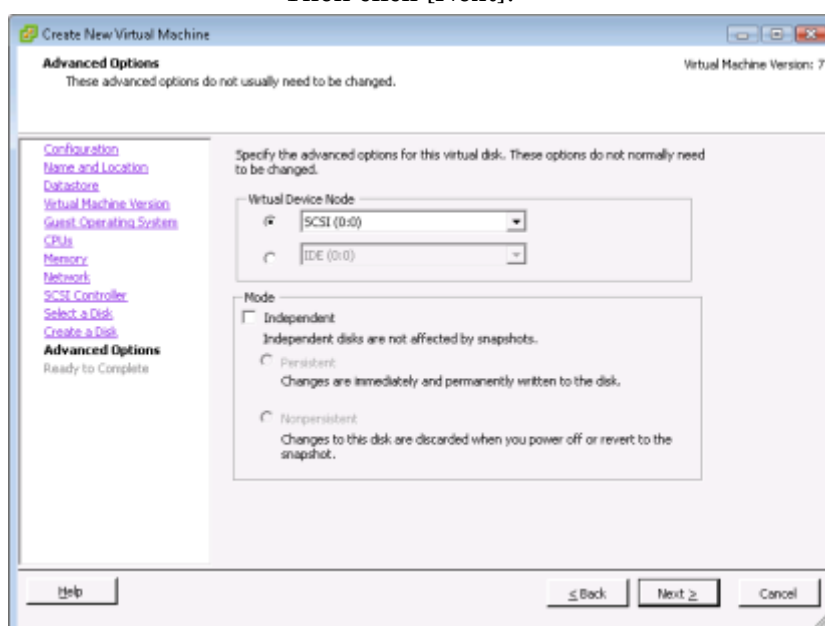 Then click [Next].
Create New Virtual Machine
Advanced Options
These advanced options do not usually need to be changed.
Virtual Machine Version: 7
Configuration
Name and Location
Datastore
Virtual Machine Version
Guest Operating System
CPUs
Memory
Network
SCSI Controller
Select a Disk
Create a Disk
Advanced Options
Ready to Complete
Specify the advanced options for this virtual disk. These options do not normally need
to be changed.
Virtual Device Node
SCSI (0:0)
IDE (0:0)
Mode
Independent
Independent disks are not affected by snapshots.
Persistent
Changes are immediately and permanently written to the disk.
Nonpersistent
Changes to this disk are discarded when you power off or revert to the
snapshot.
Help
≤ Back
Next ≥
Cancel